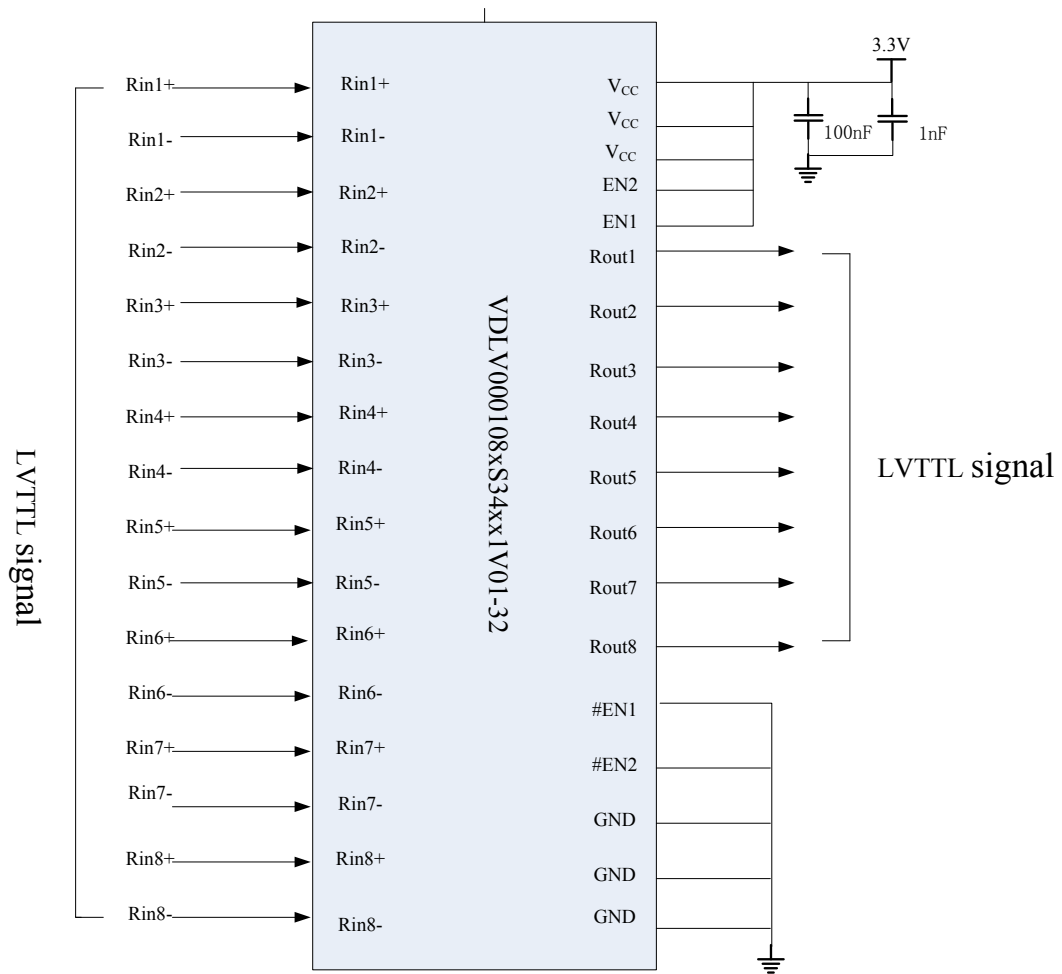 3.3V
100nF
1nF
Rin1+
Rin1-
Rin2+
Rin2-
Rin3+
Rin3-
Rin4+
Rin4-
Rin5+
Rin5-
Rin6+
Rin6-
Rin7+
Rin7-
Rin8+
Rin8-
LVTTL signal
Rin1+
Rin1-
Rin2+
Rin2-
Rin3+
Rin3-
Rin4+
Rin4-
Rin5+
Rin5-
Rin6+
Rin6-
Rin7+
Rin7-
Rin8+
Rin8-
VDLV000108xS34xx1V01-32
VCC
VCC
VCC
EN2
EN1
Rout1
Rout2
Rout3
Rout4
Rout5
Rout6
Rout7
Rout8
#EN1
#EN2
GND
GND
GND
LVTTL signal